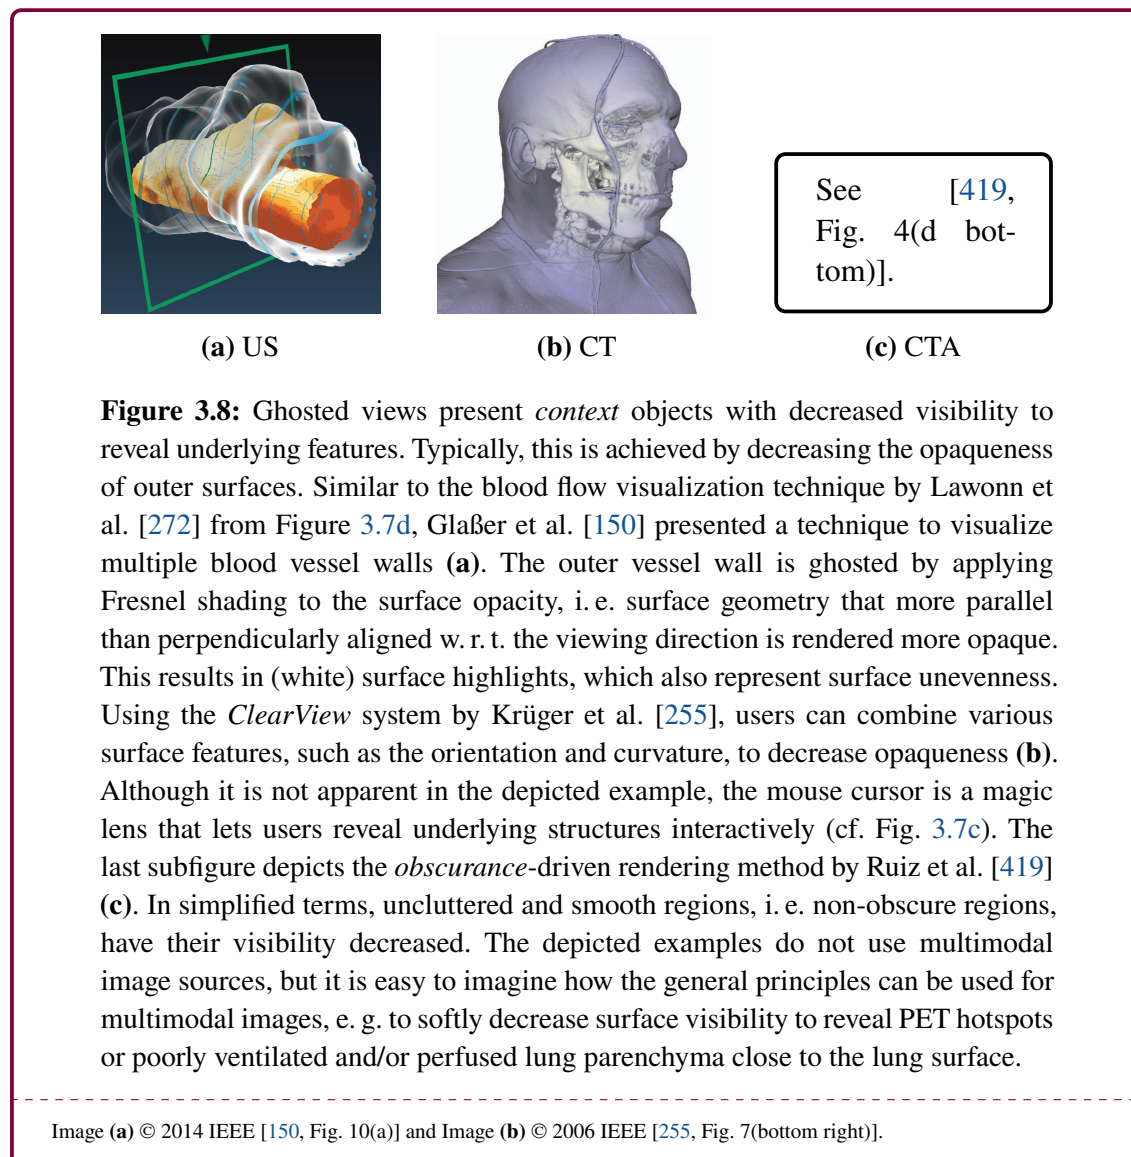 See [419,
Fig. 4(d bot-
tom)].
(a) US
(b) CT
(c) CTA
Figure 3.8: Ghosted views present context objects with decreased visibility to
reveal underlying features. Typically, this is achieved by decreasing the opaqueness
of outer surfaces. Similar to the blood flow visualization technique by Lawonn et
al. [272] from Figure 3.7d, Glaßer et al. [150] presented a technique to visualize
multiple blood vessel walls (a). The outer vessel wall is ghosted by applying
Fresnel shading to the surface opacity, i. e. surface geometry that more parallel
than perpendicularly aligned w. r. t. the viewing direction is rendered more opaque.
This results in (white) surface highlights, which also represent surface unevenness.
Using the ClearView system by Krüger et al. [255], users can combine various
surface features, such as the orientation and curvature, to decrease opaqueness (b).
Although it is not apparent in the depicted example, the mouse cursor is a magic
lens that lets users reveal underlying structures interactively (cf. Fig. 3.7c). The
last subfigure depicts the obscurance-driven rendering method by Ruiz et al. [419]
(c). In simplified terms, uncluttered and smooth regions, i. e. non-obscure regions,
have their visibility decreased. The depicted examples do not use multimodal
image sources, but it is easy to imagine how the general principles can be used for
multimodal images, e. g. to softly decrease surface visibility to reveal PET hotspots
or poorly ventilated and/or perfused lung parenchyma close to the lung surface.
Image (a) © 2014 IEEE [150, Fig. 10(a)] and Image (b) © 2006 IEEE [255, Fig. 7(bottom right)].